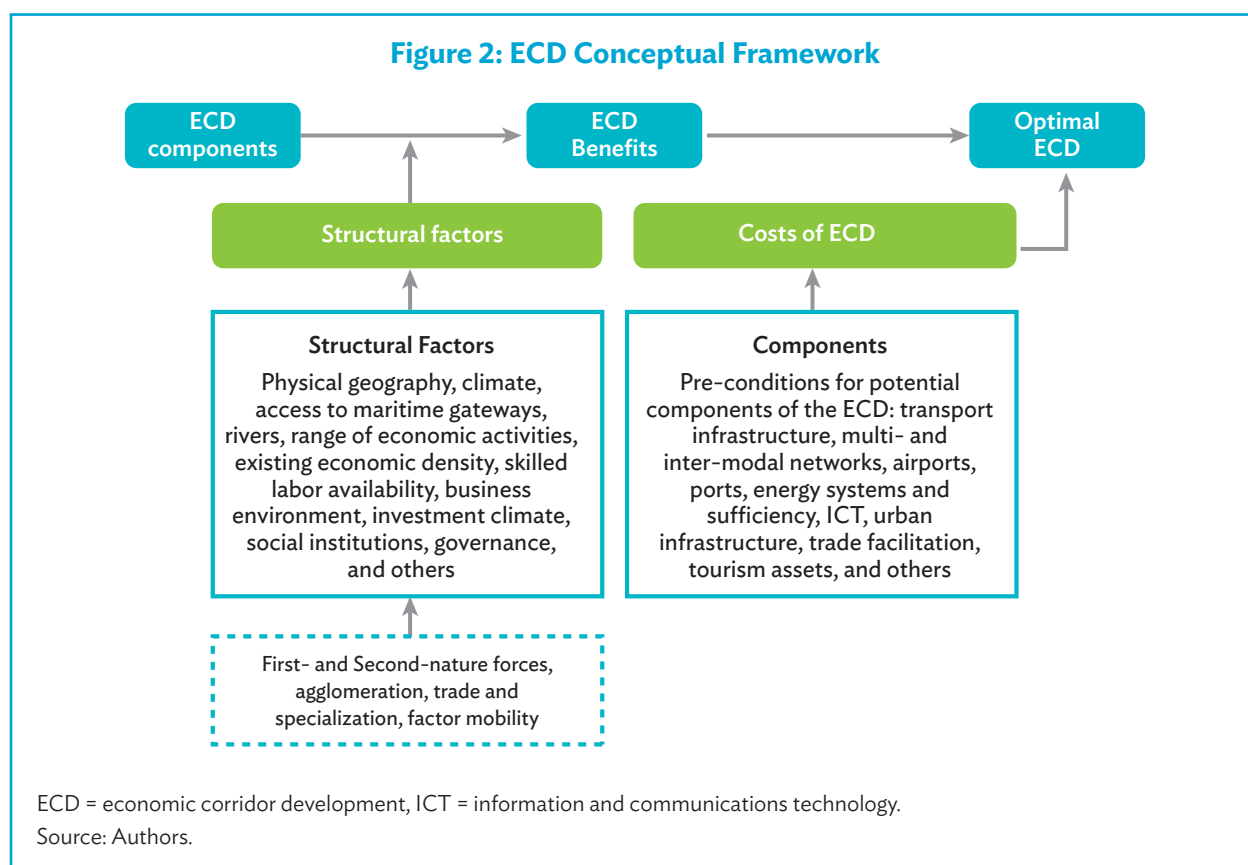 Figure 2: ECD Conceptual Framework
ECD
components
ECD
Benefits
Optimal
ECD
Structural factors
Costs of ECD
Structural Factors
Physical geography, climate,
access to maritime gateways,
rivers, range of economic activities,
existing economic density, skilled
labor availability, business
environment, investment climate,
social institutions, governance,
and others
Components
Pre-conditions for potential
components of the ECD: transport
infrastructure, multi- and
inter-modal networks, airports,
ports, energy systems and
sufficiency, ICT, urban
infrastructure, trade facilitation,
tourism assets, and others
First- and Second-nature forces,
agglomeration, trade and
specialization, factor mobility
ECD = economic corridor development, ICT = information and communications technology.
Source: Authors.